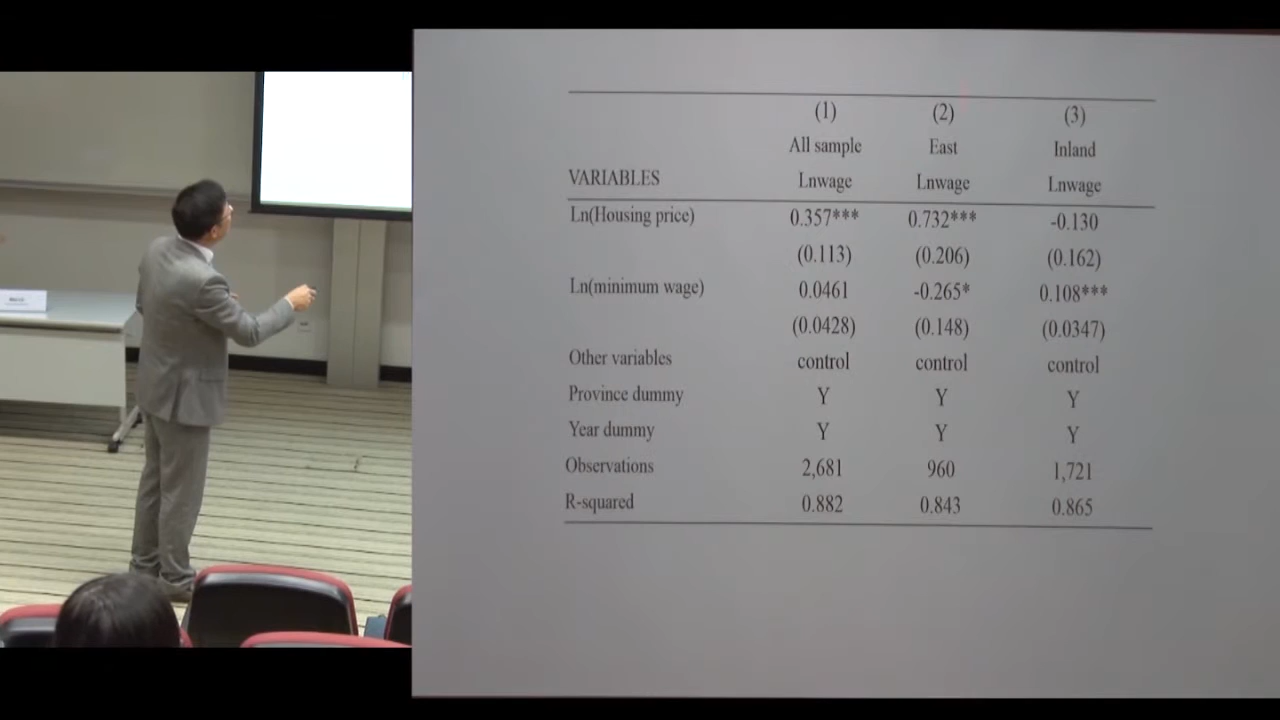 (1) (2) (3)
All sample East Inland
VARIABLES Lnwage Lnwage Lnwage
Ln(Housing price) 0.357*** 0.732*** -0.130
(0.113) (0.206) (0.162)
Ln(minimum wage) 0.0461 -0.265* 0.108***
(0.0428) (0.148) (0.0347)
Other variables control control control
Province dummy Y Y Y
Year dummy Y Y Y
Observations 2,681 960 1,721
R-squared 0.882 0.843 0.865